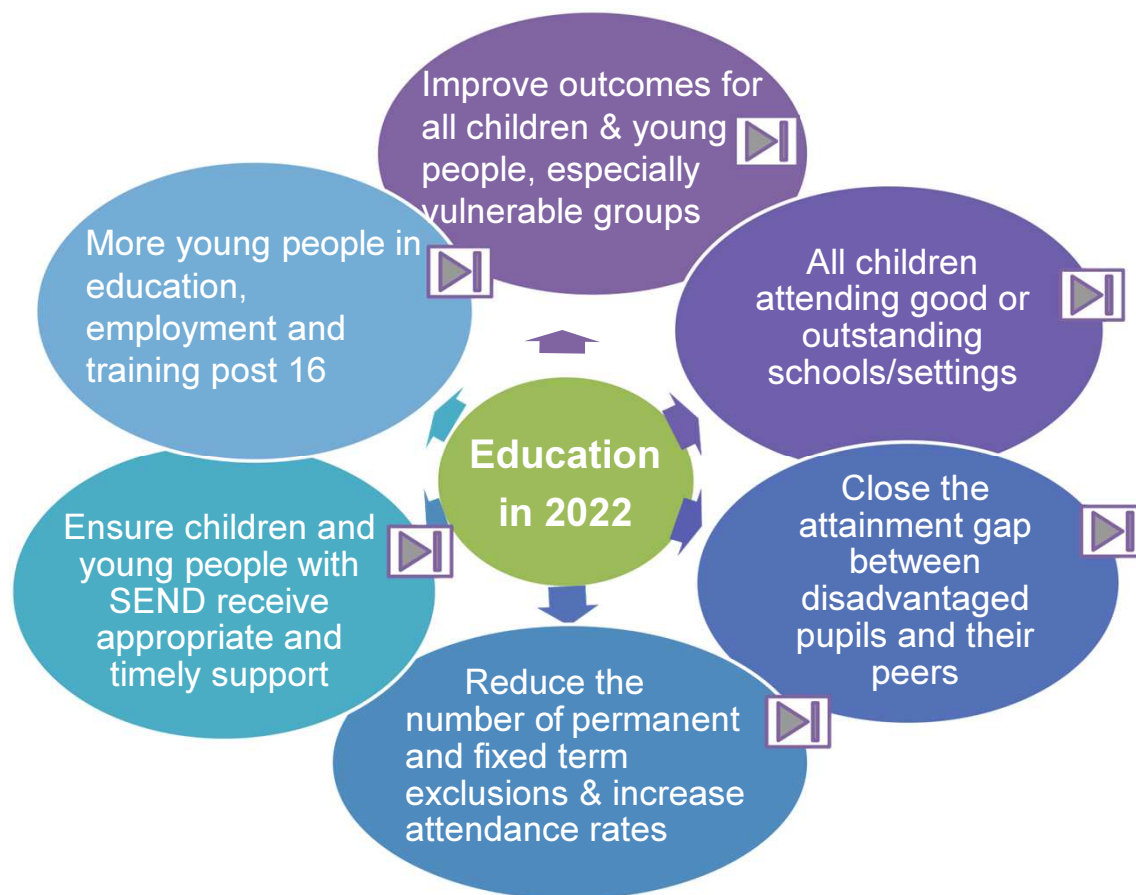 Improve outcomes for
all children & young
people, especially
vulnerable groups
All children
attending good or
outstanding
schools/settings
Close the
attainment gap
between
disadvantaged
pupils and their
peers
Reduce the
number of permanent
and fixed term
exclusions & increase
attendance rates
Ensure children and
young people with
SEND receive
appropriate and
timely support
More young people in
education,
employment and
training post 16
Education
in 2022